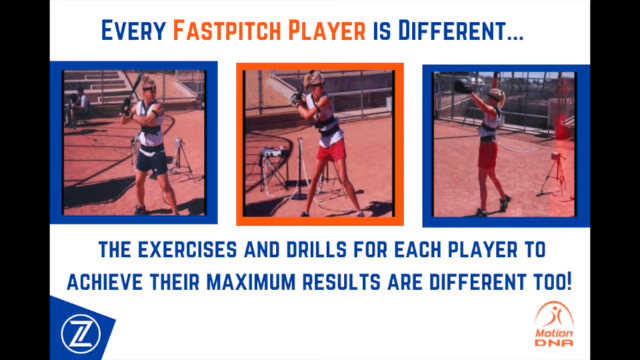 Every Fastpitch Player is Different...
THE EXERCISES AND DRILLS FOR EACH PLAYER TO
ACHIEVE THEIR MAXIMUM RESULTS ARE DIFFERENT TOO!
Z
Motion
DNA